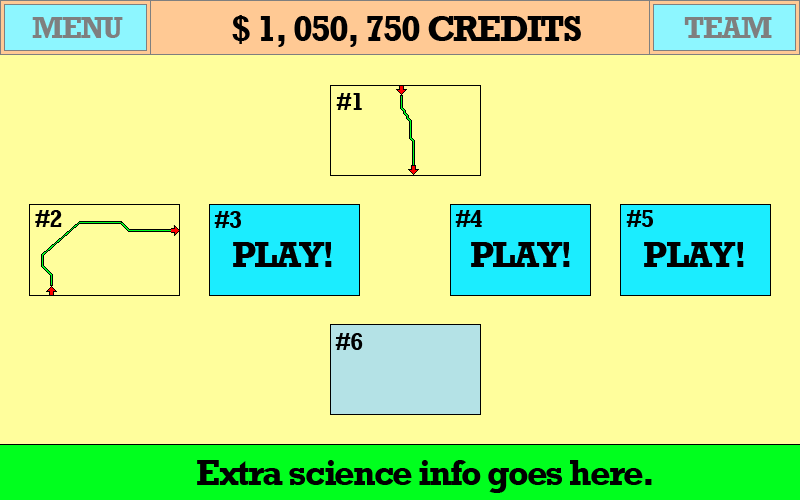 MENU
$ 1, 050, 750 CREDITS
TEAM
#1
#2
#3
PLAY!
#4
PLAY!
#5
PLAY!
#6
Extra science info goes here.